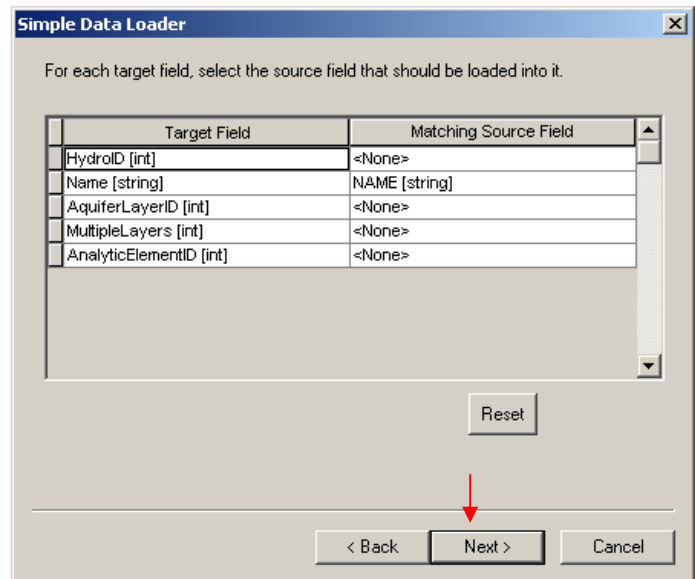 Simple Data Loader
For each target field, select the source field that should be loaded into it.
Target Field Matching Source Field
HydroID [int] <None>
Name [string] NAME [string]
AquiferLayerID [int] <None>
MultipleLayers [int] <None>
AnalyticElementID [int] <None>
Reset
< Back Next > Cancel